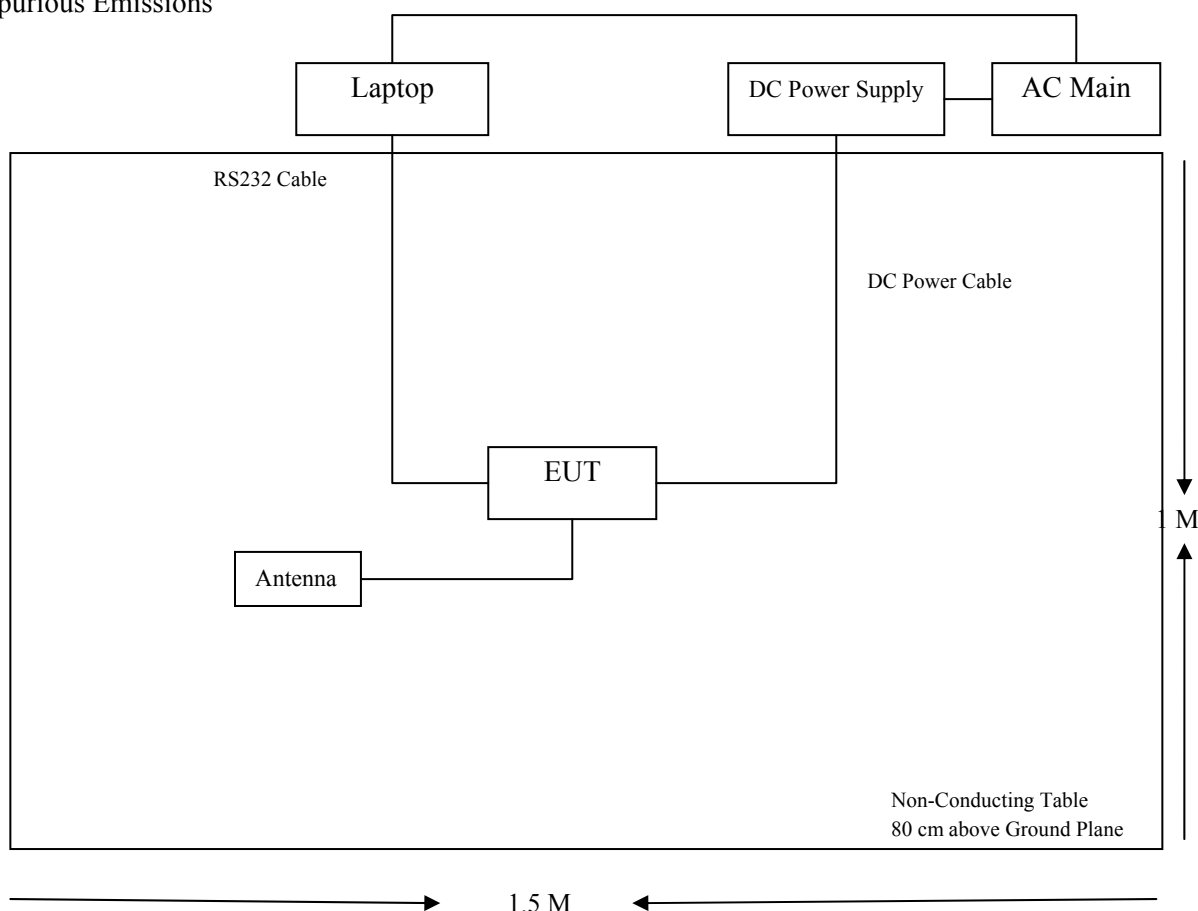 Emissions
Laptop
DC Power Supply
AC Main
RS232 Cable
DC Power Cable
EUT
1 M
Antenna
Non-Conducting Table
80 cm above Ground Plane
1.5 M